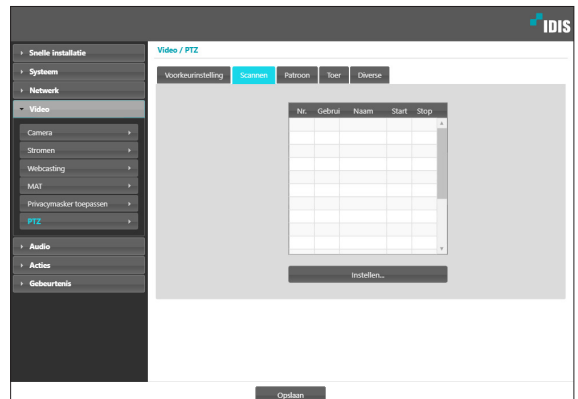 IDIS
Snelle installatie
Systeem
Netwerk
Video
Camera
Stromen
Webcasting
MAT
Privacymasker toepassen
PTZ
Audio
Acties
Gebeurtenis
Video / PTZ
Voorkeurinstelling Scannen Patroon Toer Diverse
Nr. Gebrui Naam Start Stop
Instellen...
Opslaan